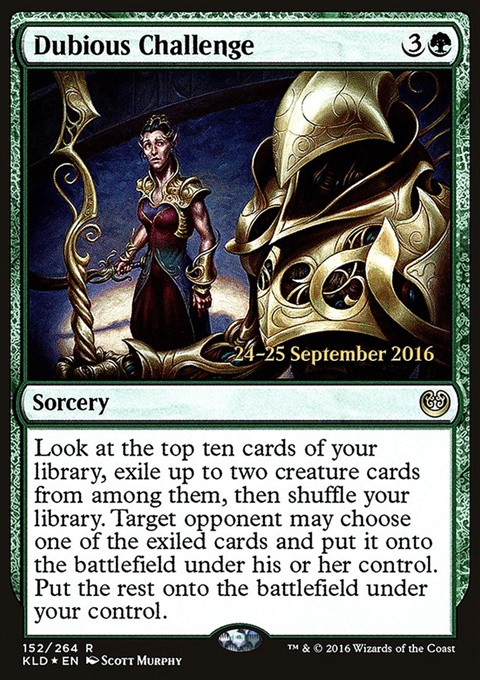 Dubious Challenge 3
24–25 September 2016
Sorcery
Look at the top ten cards of your
library, exile up to two creature cards
from among them, then shuffle your
library. Target opponent may choose
one of the exiled cards and put it onto
the battlefield under his or her control.
Put the rest onto the battlefield under
your control.
152/264 R
KLD ★ EN Scott Murphy
™ & © 2016 Wizards of the Coast